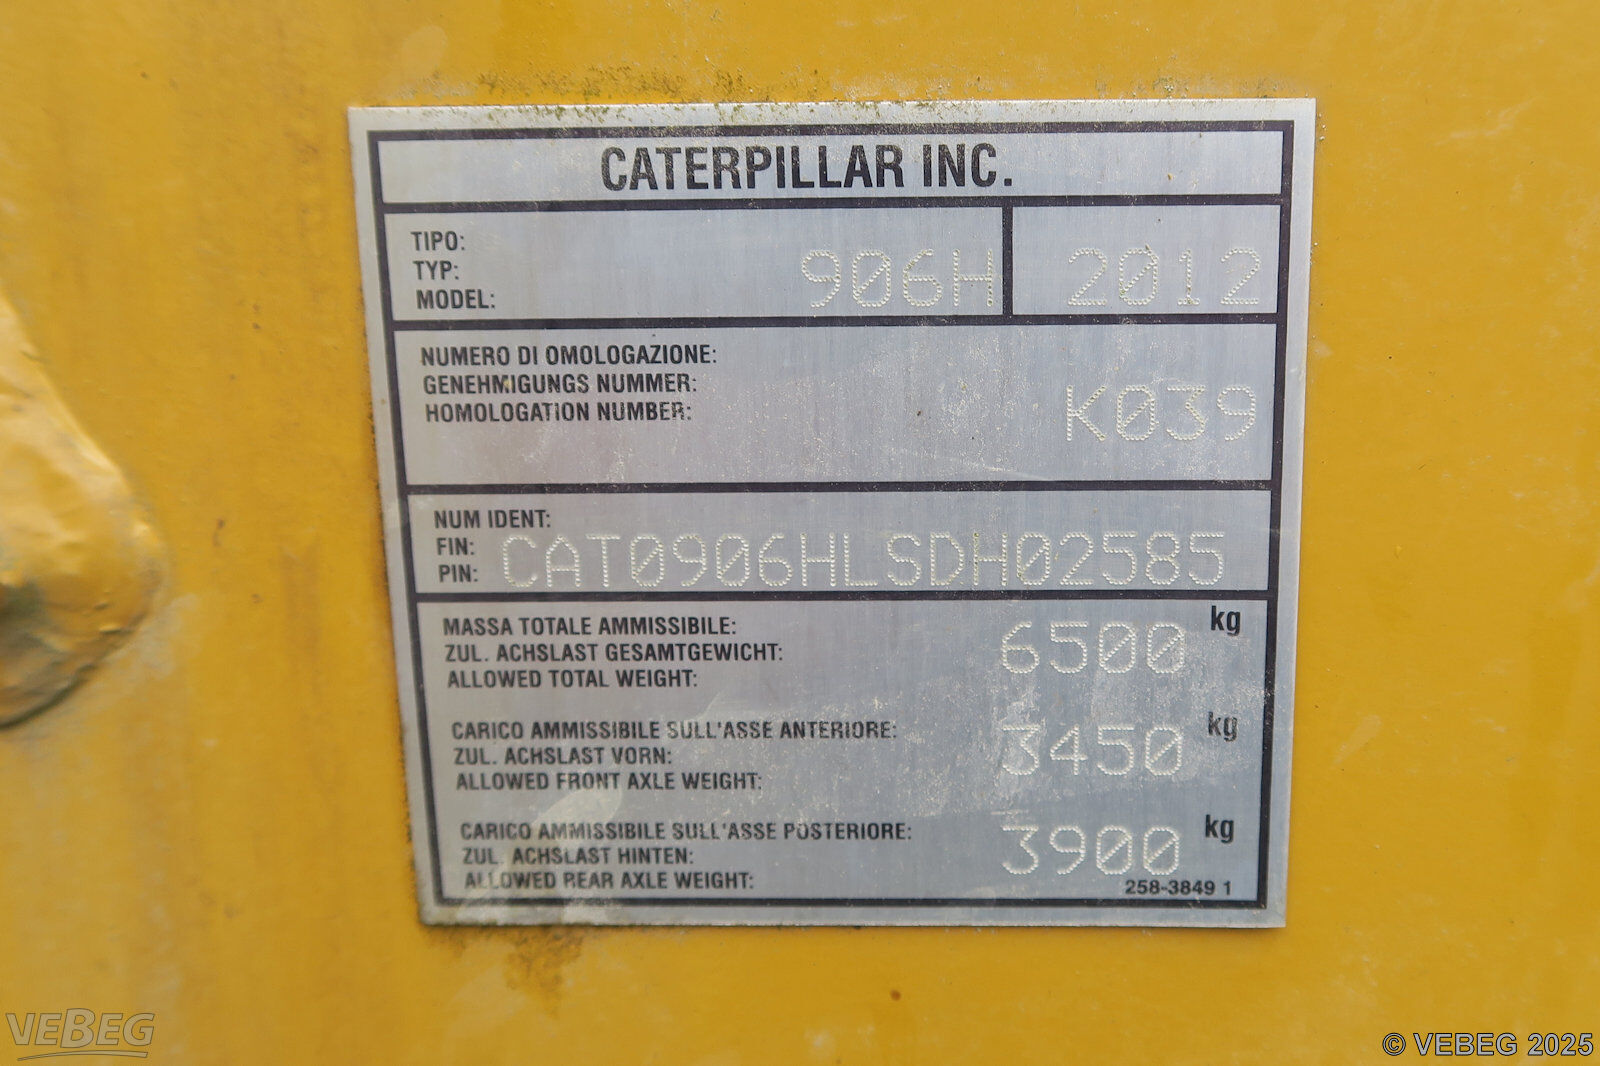 CATERPILLAR INC.
TIPO:
TYP:
MODEL:
906H
2012
NUMERO DI OMOLOGAZIONE:
GENEHMIGUNGS NUMMER:
HOMOLOGATION NUMBER:
K039
NUM IDENT:
FIN:
PIN:
CAT0906HLSDH02585
MASSA TOTALE AMMISSIBILE:
ZUL. ACHSLAST GESAMTGEWICHT:
ALLOWED TOTAL WEIGHT:
6500 kg
CARICO AMMISSIBILE SULL'ASSE ANTERIORE:
ZUL. ACHSLAST VORN:
ALLOWED FRONT AXLE WEIGHT:
3450 kg
CARICO AMMISSIBILE SULL'ASSE POSTERIORE:
ZUL. ACHSLAST HINTEN:
ALLOWED REAR AXLE WEIGHT:
3900 kg
258-3849 1
VEBEG
© VEBEG 2025